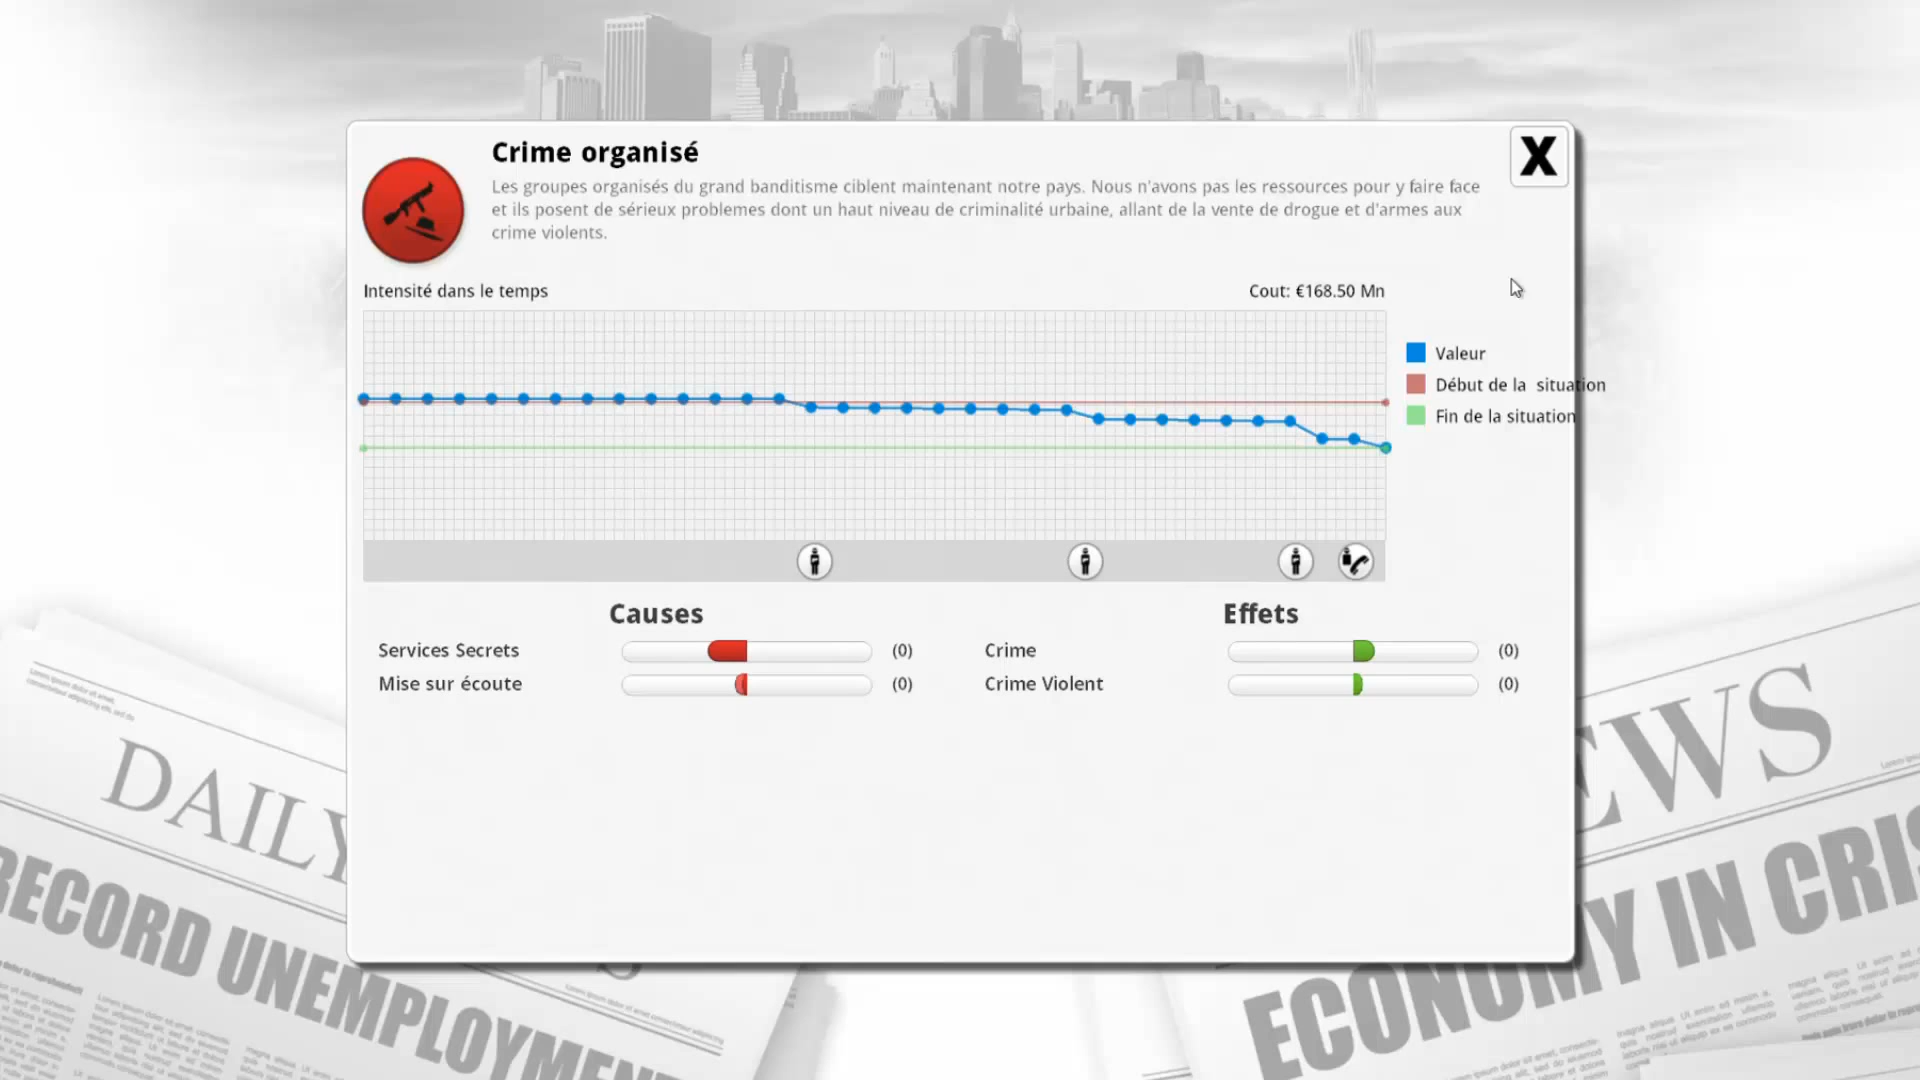 Crime organisé
X
Les groupes organisés du grand banditisme ciblent maintenant notre pays. Nous n'avons pas les ressources pour y faire face
et ils posent de sérieux problemes dont un haut niveau de criminalité urbaine, allant de la vente de drogue et d'armes aux
crime violents.
Intensité dans le temps
Cout: €168.50 Mn
Valeur
Début de la situation
Fin de la situation
Causes
Effets
Services Secrets (0)
Crime (0)
Mise sur écoute (0)
Crime Violent (0)
DAILY
RECORD UNEMPLOYMEN
EWS
ECONOMY IN CRIS